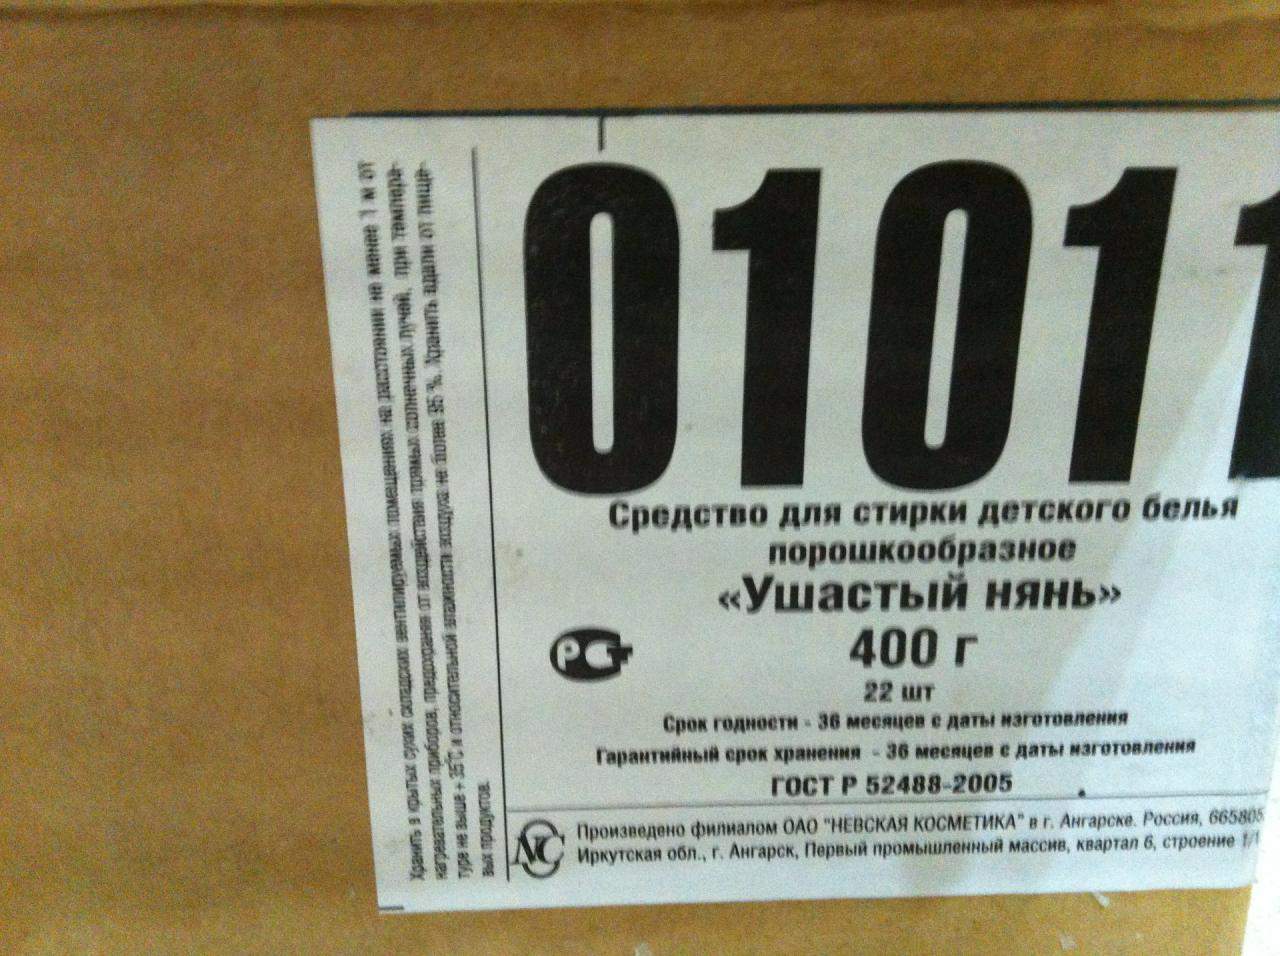 01011
Средство для стирки детского белья
порошкообразное
«Ушастый нянь»
400 г
22 шт
Срок годности - 36 месяцев с даты изготовления
Гарантийный срок хранения - 36 месяцев с даты изготовления
ГОСТ Р 52488-2005
Произведено филиалом ОАО "НЕВСКАЯ КОСМЕТИКА" в г. Ангарске. Россия, 665805
Иркутская обл., г. Ангарск, Первый промышленный массив, квартал 6, строение 1/1
Хранить в крытых сухих складских вентилируемых помещениях на расстоянии не менее 1 м от
нагревательных приборов, предохраняя от воздействия прямых солнечных лучей, при темпера-
туре не выше + 35°С и относительной влажности воздуха не более 85 %. Хранить вдали от пище-
вых продуктов.
РСТ
NC